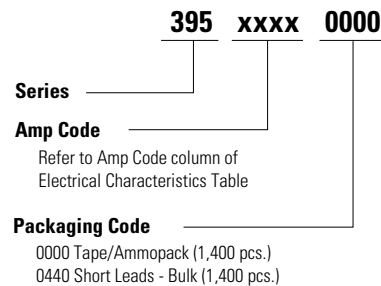 395 xxxx 0000
Series
Amp Code
Refer to Amp Code column of
Electrical Characteristics Table
Packaging Code
0000 Tape/Ammopack (1,400 pcs.)
0440 Short Leads - Bulk (1,400 pcs.)